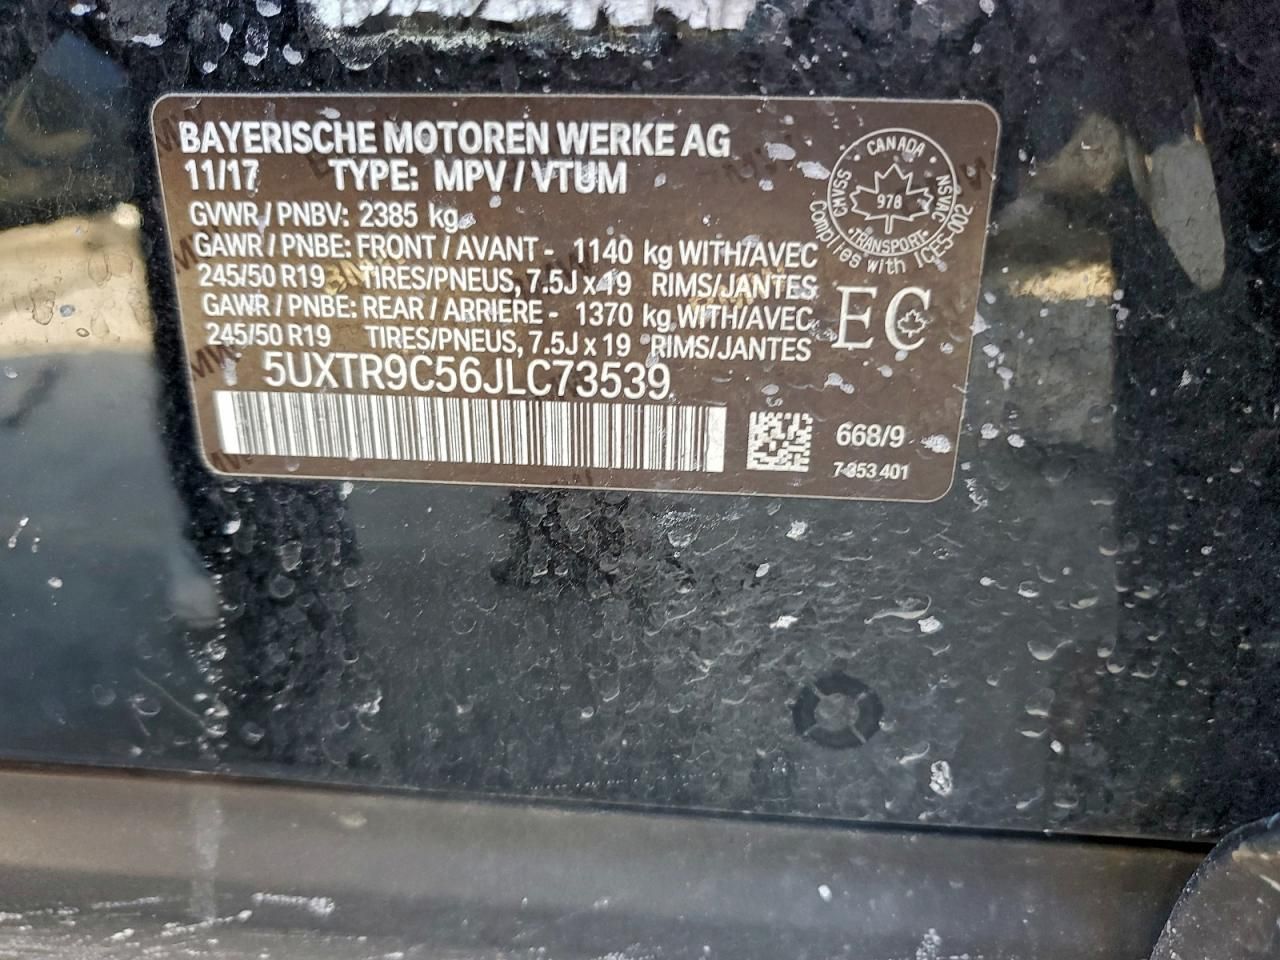 BAYERISCHE MOTOREN WERKE AG
11/17 TYPE: MPV / VTUM
GVWR / PNBV: 2385 kg
GAWR / PNBE: FRONT / AVANT - 1140 kg WITH/AVEC
245/50 R19 TIRES/PNEUS, 7.5J x 19 RIMS/JANTES
GAWR / PNBE: REAR / ARRIERE - 1370 kg WITH/AVEC
245/50 R19 TIRES/PNEUS, 7.5J x 19 RIMS/JANTES
5UXTR9C56JLC73539
CANADA
CMVSS
NSVAC
978
·TRANSPORT·
Complies with ICES-002
EC
668/9
7 353 401